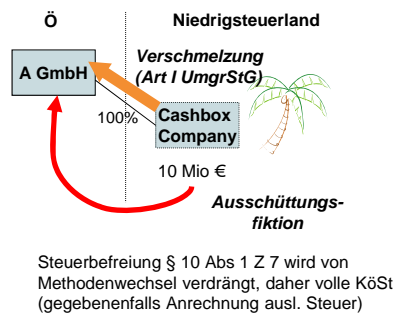 Ö
Niedrigsteuerland
Verschmelzung
(Art I UmgrStG)
A GmbH
100%
Cashbox
Company
10 Mio €
Ausschüttungs-
fiktion
Steuerbefreiung § 10 Abs 1 Z 7 wird von
Methodenwechsel verdrängt, daher volle KöSt
(gegebenenfalls Anrechnung ausl. Steuer)